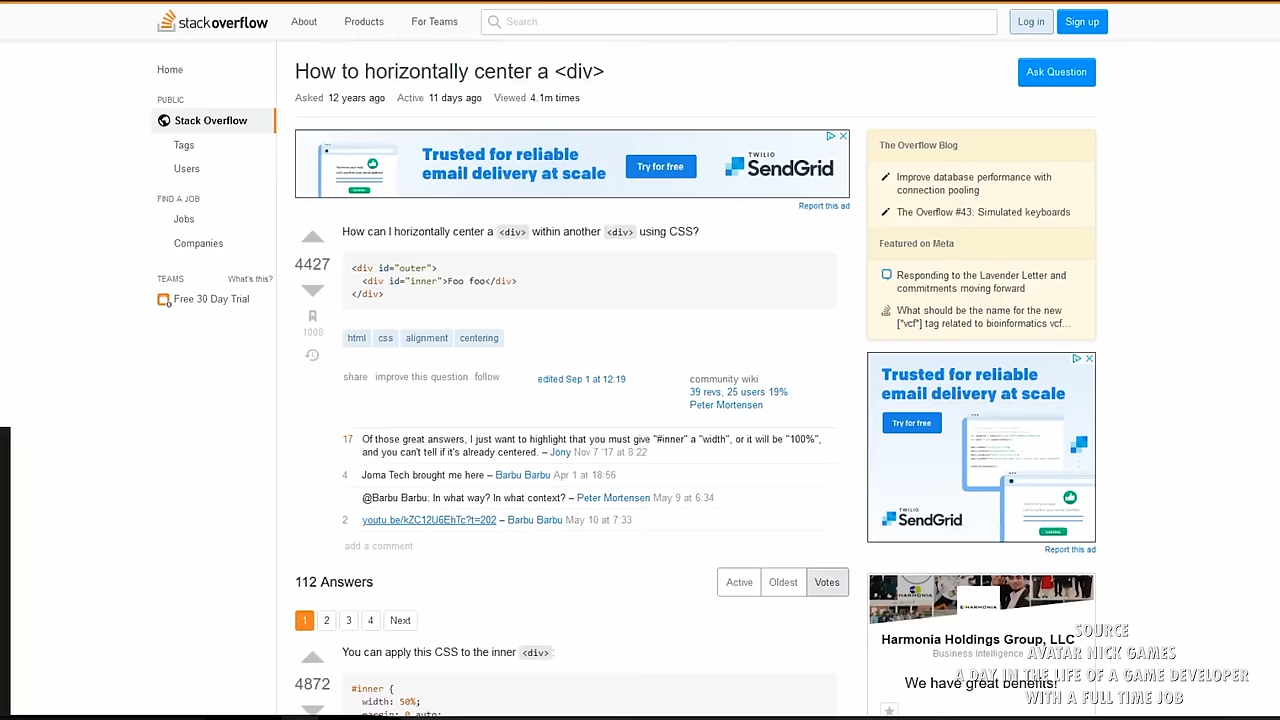 stackoverflow
About
Products
For Teams
Search...
Log in
Sign up
Home
PUBLIC
Stack Overflow
Tags
Users
FIND A JOB
Jobs
Companies
TEAMS
What's this?
Free 30 Day Trial
How to horizontally center a <div>
Ask Question
Asked 12 years ago Active 11 days ago Viewed 4.1m times
Trusted for reliable
email delivery at scale
Try for free
TWILIO
SendGrid
Report this ad
4427
1008
How can I horizontally center a <div> within another <div> using CSS?
<div id="outer">
<div id="inner">Foo foo</div>
</div>
html css alignment centering
share improve this question follow
edited Sep 1 at 12:19
community wiki
39 revs, 25 users 19%
Peter Mortensen
17 Of those great answers, I just want to highlight that you must give "#inner" a "width", or it will be "100%",
and you can't tell if it's already centered. – Jony Nov 7 '17 at 8:22
4 Joma Tech brought me here – Barbu Barbu Apr 1 at 18:56
@Barbu Barbu: In what way? In what context? – Peter Mortensen May 9 at 6:34
2 youtu.be/kZC12U6EhTc?t=202 – Barbu Barbu May 10 at 7:33
add a comment
112 Answers
Active Oldest Votes
1 2 3 4 Next
4872
You can apply this CSS to the inner <div>:
#inner {
width: 50%;
margin: 0 auto;
The Overflow Blog
Improve database performance with
connection pooling
The Overflow #43: Simulated keyboards
Featured on Meta
Responding to the Lavender Letter and
commitments moving forward
What should be the name for the new
["vcf"] tag related to bioinformatics vcf...
Trusted for reliable
email delivery at scale
Try for free
TWILIO
SendGrid
Report this ad
HARMONIA
HARMONIA
Harmonia Holdings Group, LLC
Business Intelligence
We have great benefits!
SOURCE
AVATAR NICK GAMES
A DAY IN THE LIFE OF A GAME DEVELOPER
WITH A FULL TIME JOB